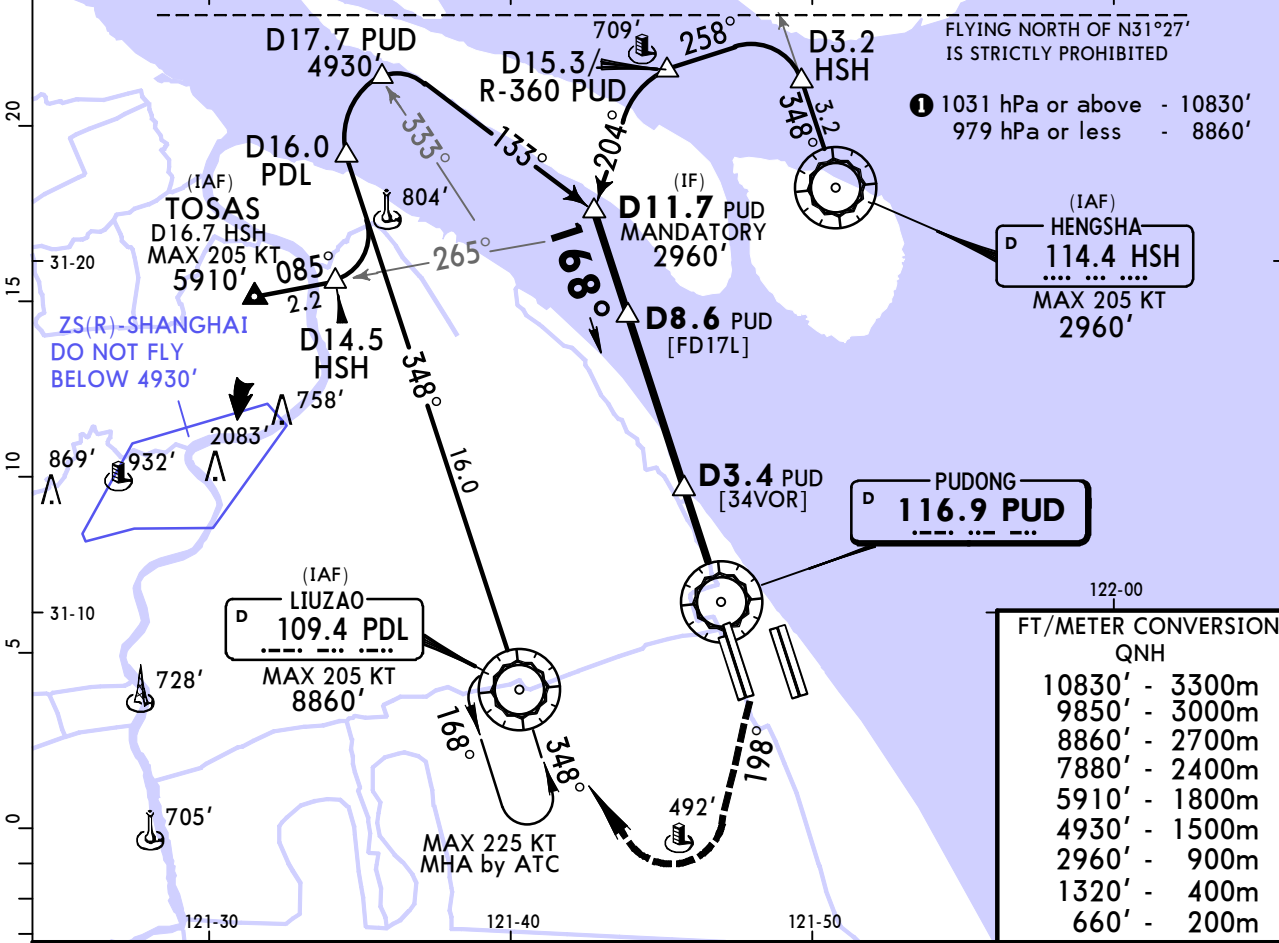 D17.7 PUD
4930'
709'
258°
D15.3/
R-360 PUD
D3.2
HSH
FLYING NORTH OF N31°27'
IS STRICTLY PROHIBITED
1 1031 hPa or above - 10830'
979 hPa or less - 8860'
20
333°
133°
204°
348°
3.2
D16.0
PDL
(IAF)
TOSAS
D16.7 HSH
MAX 205 KT
5910'
804'
(IF)
D11.7 PUD
MANDATORY
2960'
(IAF)
HENGSHA
D 114.4 HSH
MAX 205 KT
2960'
31-20
085°
2.2
265°
168°
15
D14.5
HSH
D8.6 PUD
[FD17L]
ZS(R)-SHANGHAI
DO NOT FLY
BELOW 4930'
348°
758'
2083'
869'
932'
10
16.0
D3.4 PUD
[34VOR]
PUDONG
D 116.9 PUD
(IAF)
LIUZAO
D 109.4 PDL
MAX 205 KT
8860'
31-10
5
122-00
728'
168°
348°
198°
705'
0
492'
MAX 225 KT
MHA by ATC
121-30
121-40
121-50
FT/METER CONVERSION
QNH
10830' - 3300m
9850' - 3000m
8860' - 2700m
7880' - 2400m
5910' - 1800m
4930' - 1500m
2960' - 900m
1320' - 400m
660' - 200m